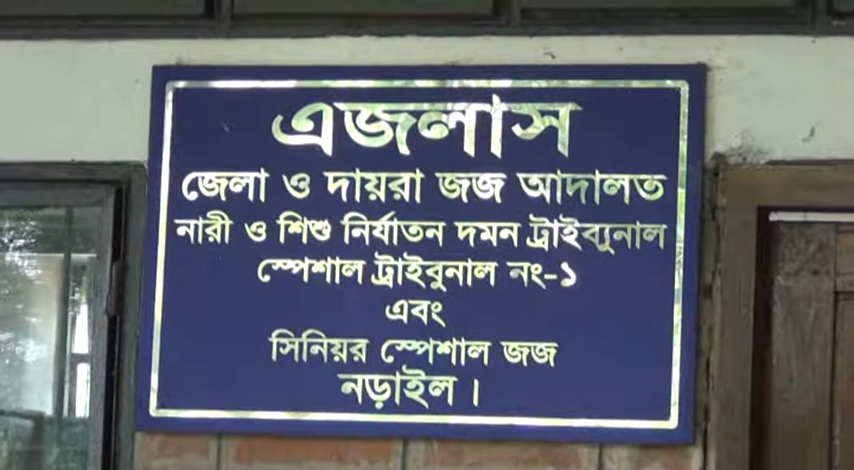 এজলাস
জেলা ও দায়রা জজ আদালত
নারী ও শিশু নির্যাতন দমন ট্রাইব্যুনাল
স্পেশাল ট্রাইবুনাল নং-১
এবং
সিনিয়র স্পেশাল জজ
নড়াইল।